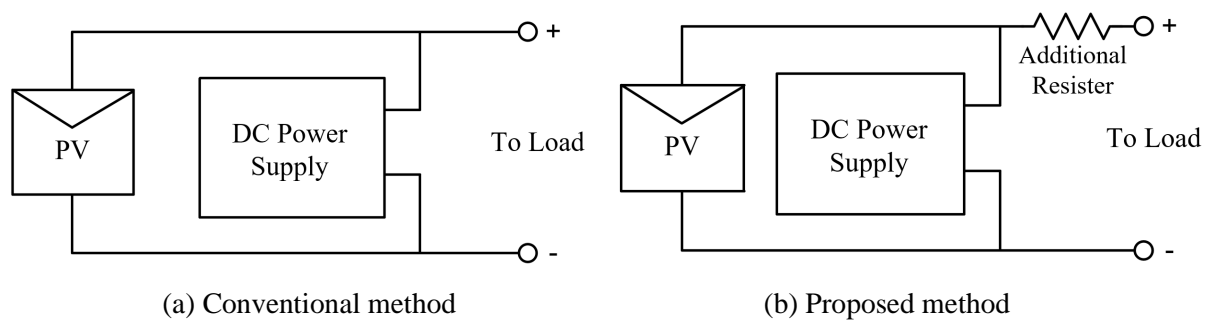 +
PV
DC Power
Supply
To Load
-
(a) Conventional method
+
Additional
Resister
PV
DC Power
Supply
To Load
-
(b) Proposed method